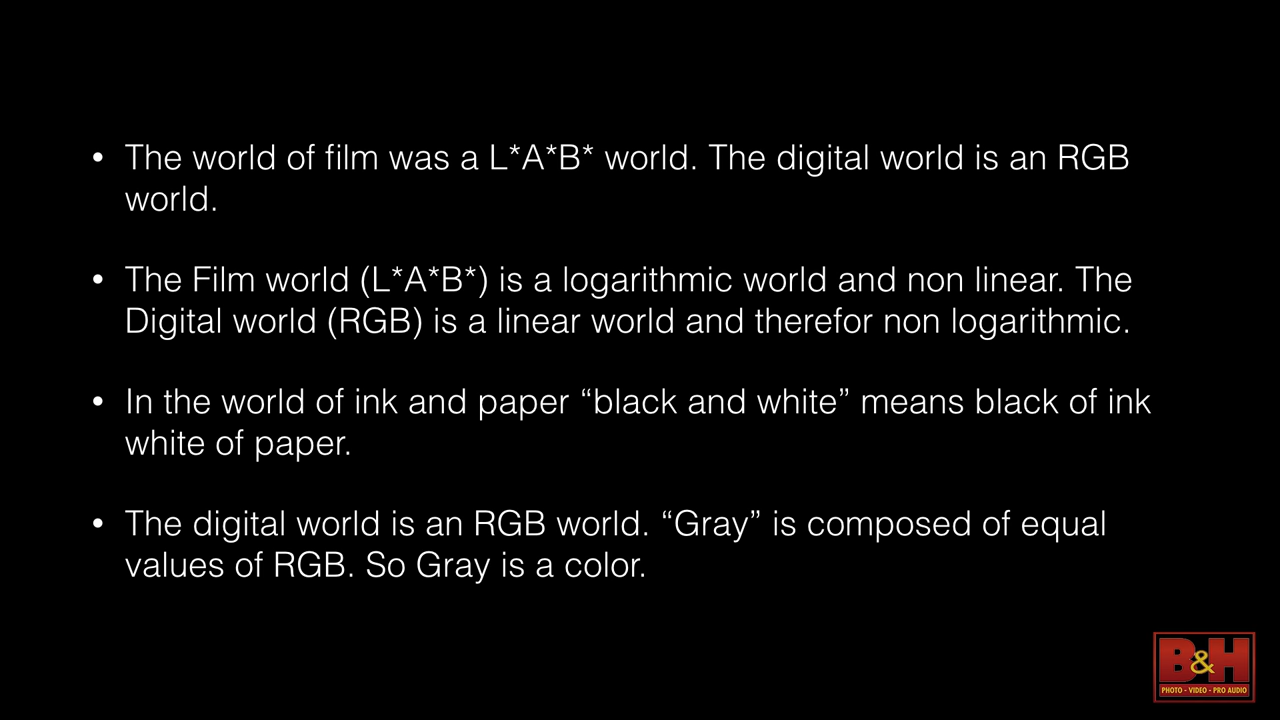 • The world of film was a L*A*B* world. The digital world is an RGB
world.
• The Film world (L*A*B*) is a logarithmic world and non linear. The
Digital world (RGB) is a linear world and therefor non logarithmic.
• In the world of ink and paper “black and white” means black of ink
white of paper.
• The digital world is an RGB world. “Gray” is composed of equal
values of RGB. So Gray is a color.
B&H
PHOTO - VIDEO - PRO AUDIO